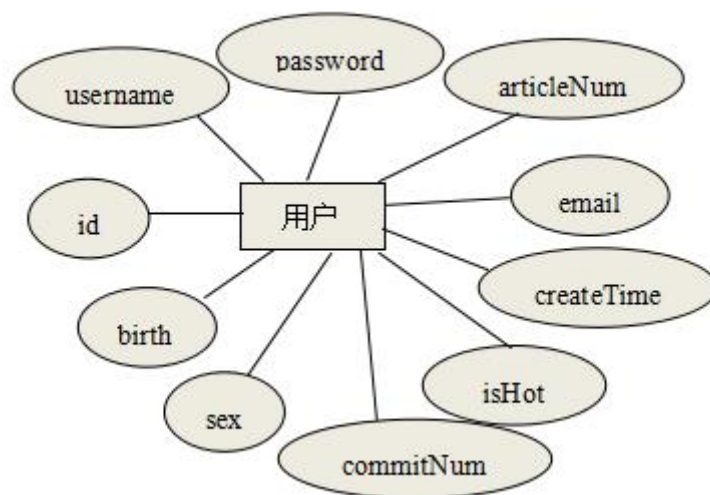 password
username
articleNum
用户
email
id
createTime
birth
isHot
sex
commitNum